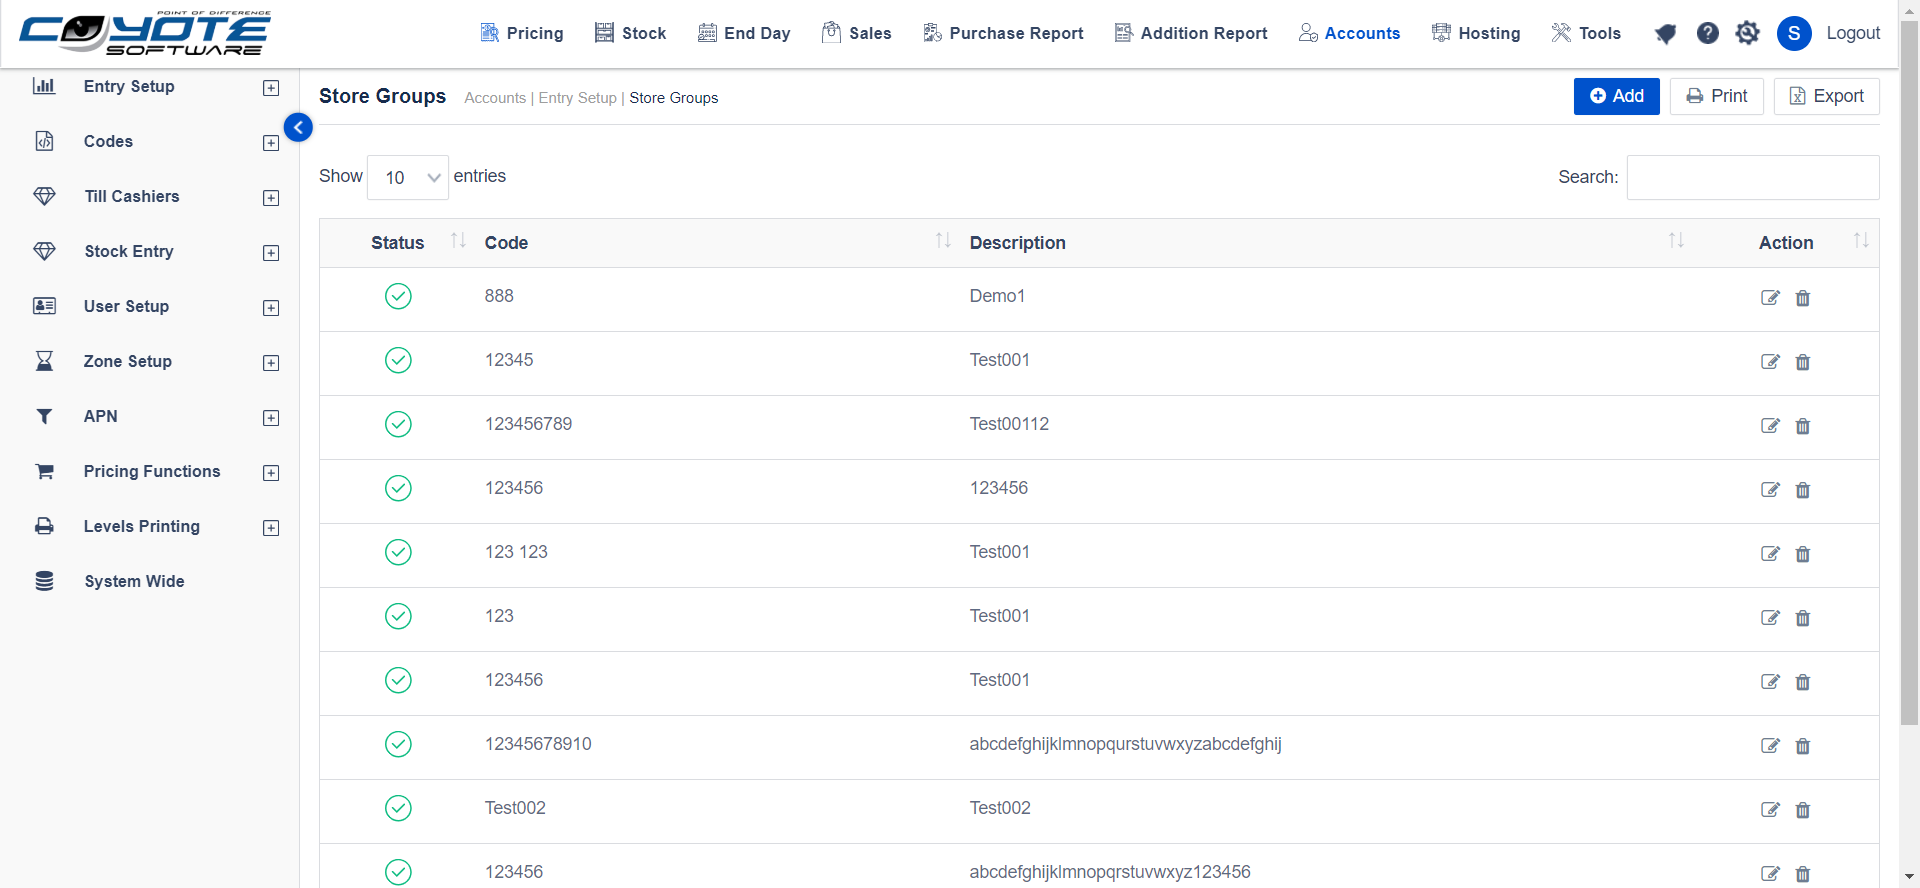 POINT OF DIFFERENCE
COYOTE
SOFTWARE
Pricing
Stock
End Day
Sales
Purchase Report
Addition Report
Accounts
Hosting
Tools
S
Logout
Entry Setup
Codes
Till Cashiers
Stock Entry
User Setup
Zone Setup
APN
Pricing Functions
Levels Printing
System Wide
Store Groups
Accounts | Entry Setup | Store Groups
Add
Print
Export
Show 10 entries
Search:
Status Code Description Action
888 Demo1
12345 Test001
123456789 Test00112
123456 123456
123 123 Test001
123 Test001
123456 Test001
12345678910 abcdefghijklmnopqurstuvwxyzabcdefghij
Test002 Test002
123456 abcdefghijklmnopqrstuvwxyz123456